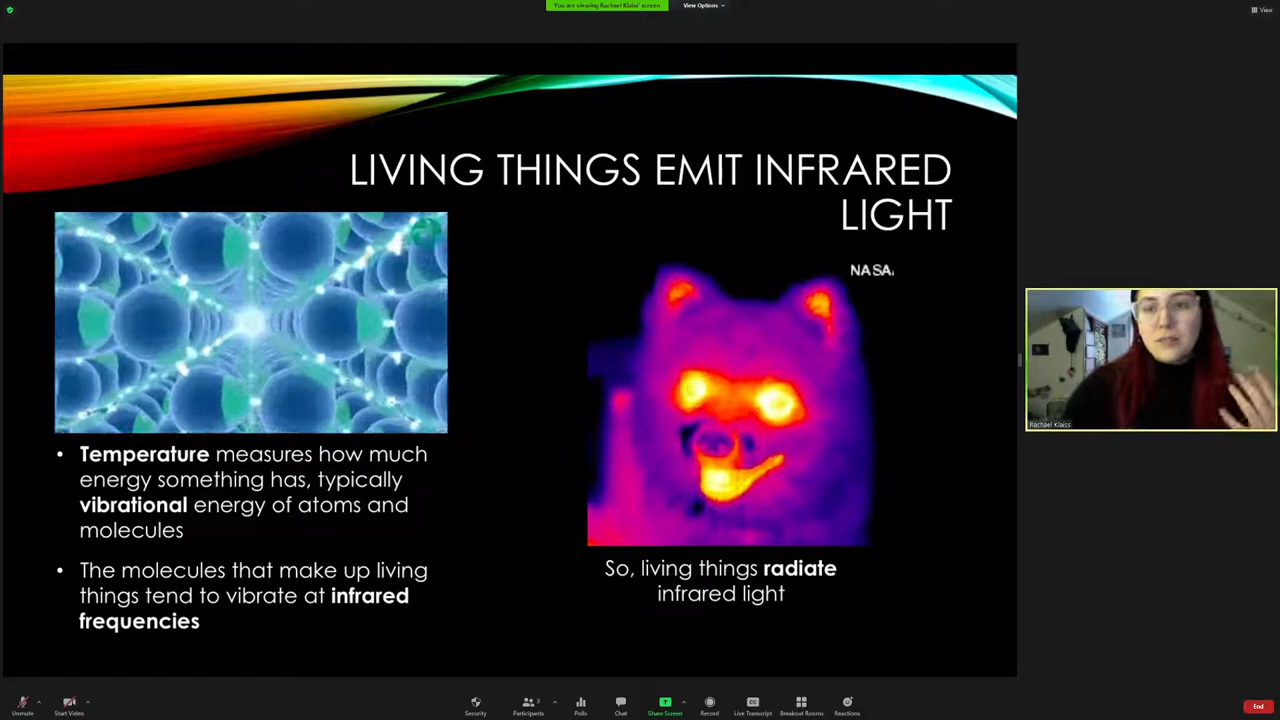 You are viewing Rachael Klaiss' screen
View Options
View
LIVING THINGS EMIT INFRARED
LIGHT
NASA
• Temperature measures how much
energy something has, typically
vibrational energy of atoms and
molecules
• The molecules that make up living
things tend to vibrate at infrared
frequencies
So, living things radiate
infrared light
Rachael Klaiss
Unmute
Start Video
Security
Participants
3
Polls
Chat
Share Screen
Record
Live Transcript
Breakout Rooms
Reactions
End